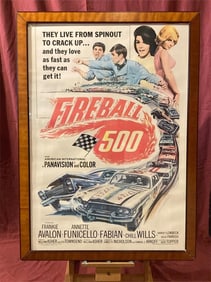 THEY LIVE FROM SPINOUT
TO CRACK UP...
and they love
as fast as
they can
get it!
FIREBALL
500
AMERICAN INTERNATIONAL
PANAVISION and COLOR
FRANKIE ANNETTE
AVALON·FUNICELLO·FABIAN·CHILL WILLS